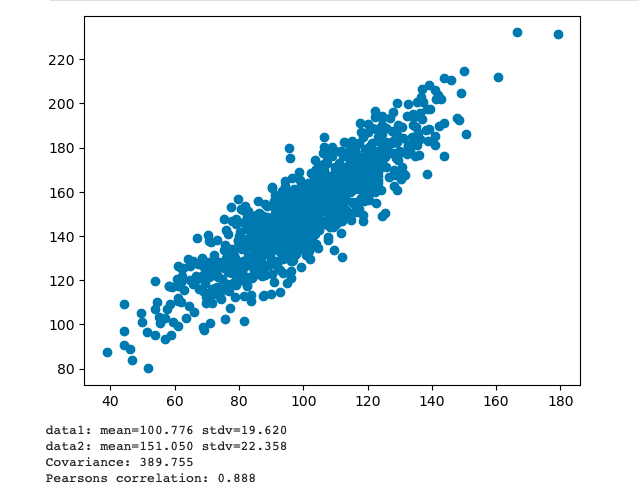 220
200
180
160
140
120
100
80
40 60 80 100 120 140 160 180
data1: mean=100.776 stdv=19.620
data2: mean=151.050 stdv=22.358
Covariance: 389.755
Pearsons correlation: 0.888